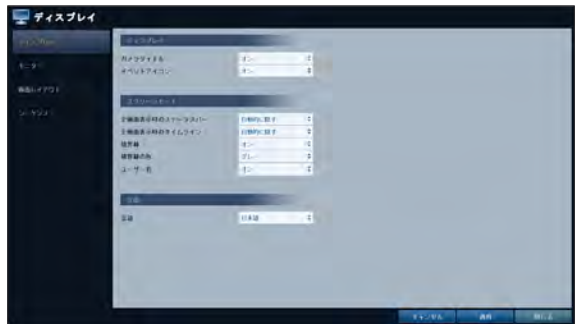 ディスプレイ
ディスプレイ
モニター
画面レイアウト
シーケンス
ディスプレイ
カメラタイトル オン
イベントアイコン オン
スクリーンモード
全画面表示時のステータスバー 自動的に隠す
全画面表示時のタイムライン 自動的に隠す
境界線 オン
境界線の色 グレー
ユーザー名 オン
言語
言語 日本語
キャンセル 適用 閉じる